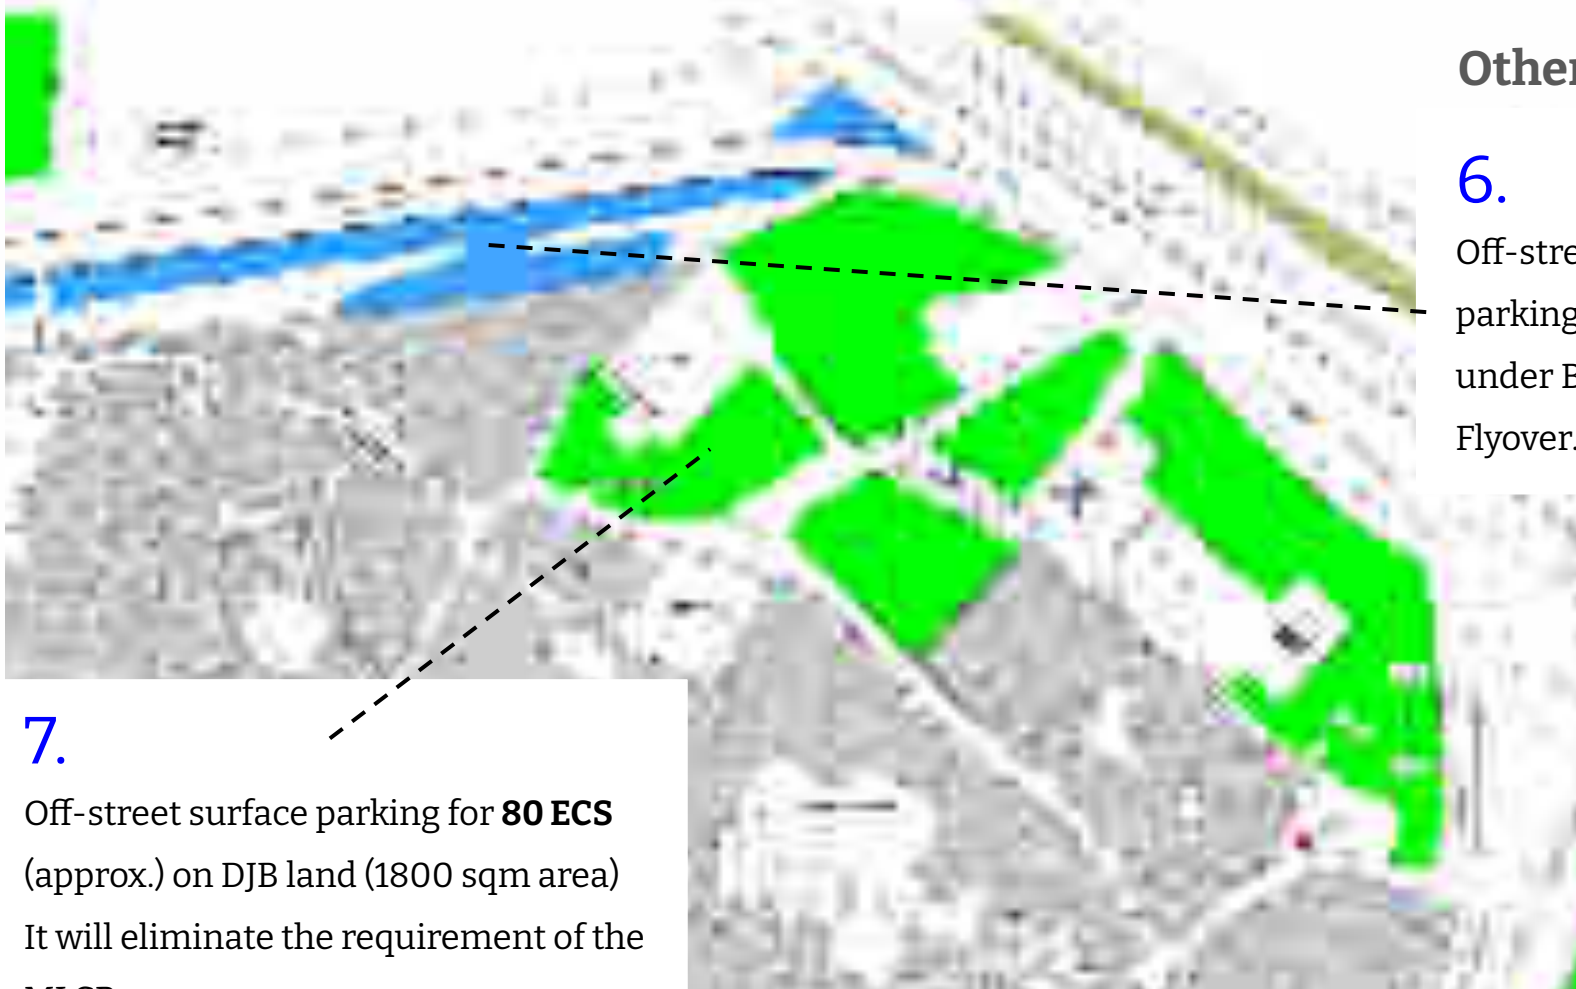 Other
6.
Off-stre
parking
under B
Flyover.
7.
Off-street surface parking for 80 ECS
(approx.) on DJB land (1800 sqm area)
It will eliminate the requirement of the